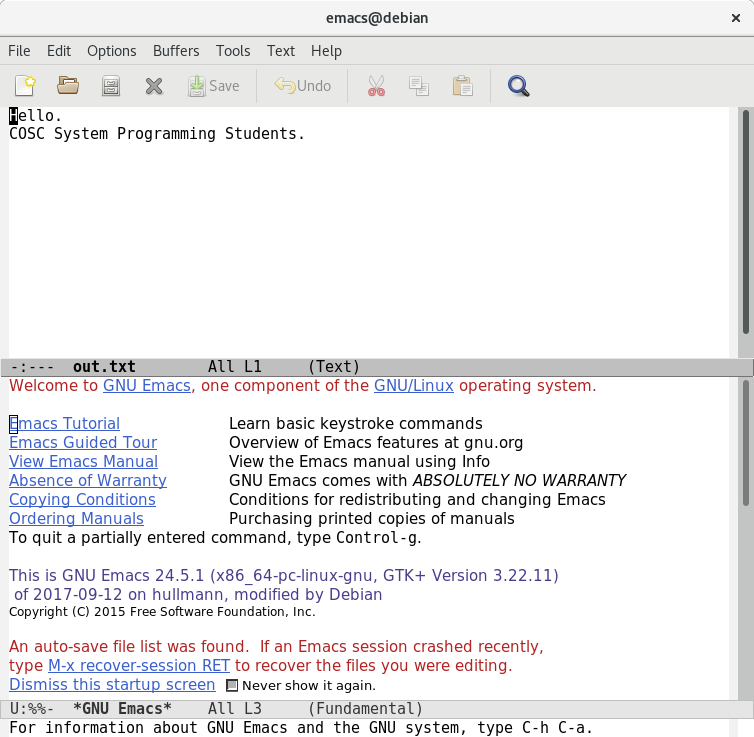 emacs@debian
File Edit Options Buffers Tools Text Help
Save Undo
Hello.
COSC System Programming Students.
-:--- out.txt All L1 (Text)
Welcome to GNU Emacs, one component of the GNU/Linux operating system.
Emacs Tutorial Learn basic keystroke commands
Emacs Guided Tour Overview of Emacs features at gnu.org
View Emacs Manual View the Emacs manual using Info
Absence of Warranty GNU Emacs comes with ABSOLUTELY NO WARRANTY
Copying Conditions Conditions for redistributing and changing Emacs
Ordering Manuals Purchasing printed copies of manuals
To quit a partially entered command, type Control-g.
This is GNU Emacs 24.5.1 (x86_64-pc-linux-gnu, GTK+ Version 3.22.11)
of 2017-09-12 on hullmann, modified by Debian
Copyright (C) 2015 Free Software Foundation, Inc.
An auto-save file list was found. If an Emacs session crashed recently,
type M-x recover-session RET to recover the files you were editing.
Dismiss this startup screen Never show it again.
U:%%- *GNU Emacs* All L3 (Fundamental)
For information about GNU Emacs and the GNU system, type C-h C-a.